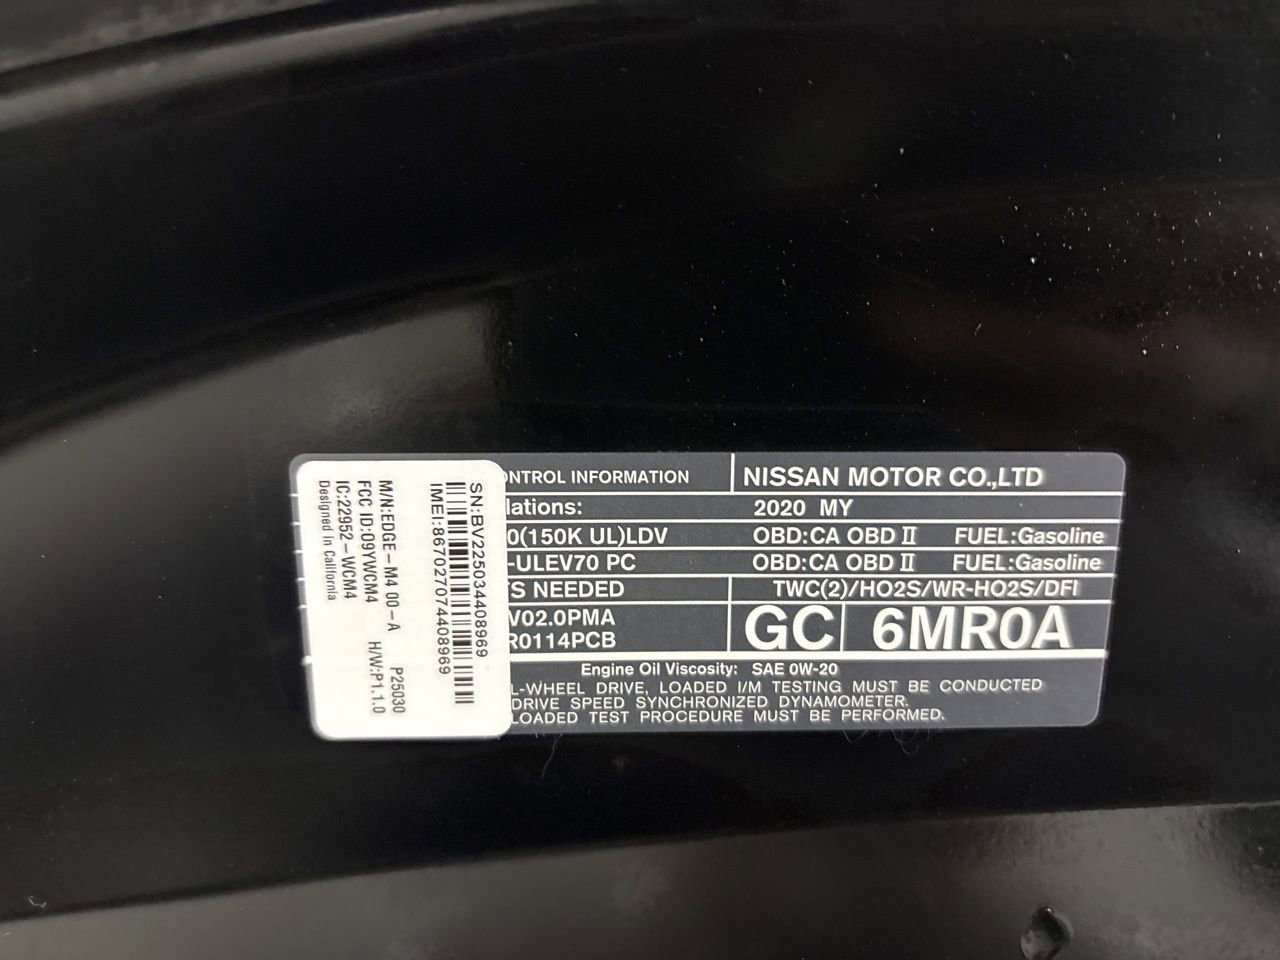 ONTROL INFORMATION NISSAN MOTOR CO.,LTD
lations: 2020 MY
0(150K UL)LDV OBD:CA OBD II FUEL:Gasoline
-ULEV70 PC OBD:CA OBD II FUEL:Gasoline
S NEEDED TWC(2)/HO2S/WR-HO2S/DFI
V02.0PMA
R0114PCB
GC 6MR0A
Engine Oil Viscosity: SAE 0W-20
L-WHEEL DRIVE, LOADED I/M TESTING MUST BE CONDUCTED
DRIVE SPEED SYNCHRONIZED DYNAMOMETER.
LOADED TEST PROCEDURE MUST BE PERFORMED.
SN:BV225034408969
IMEI:867027074408969
M/N:EDGE-M4 00-A P25030
FCC ID:09YWCM4 H/W:P1.1.0
IC:22952-WCM4
Designed in California